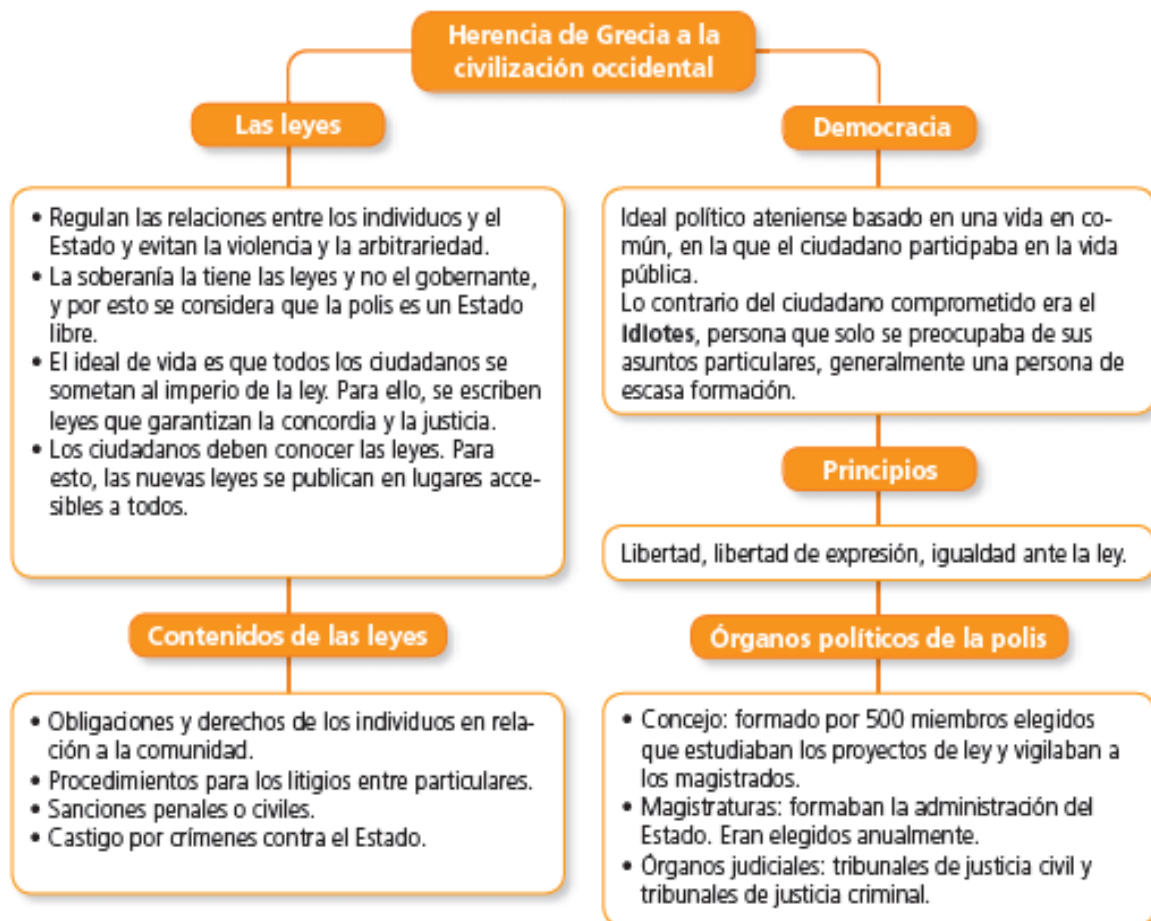 Herencia de Grecia a la
civilización occidental
Las leyes
• Regulan las relaciones entre los individuos y el
Estado y evitan la violencia y la arbitrariedad.
• La soberanía la tiene las leyes y no el gobernante,
y por esto se considera que la polis es un Estado
libre.
• El ideal de vida es que todos los ciudadanos se
sometan al imperio de la ley. Para ello, se escriben
leyes que garantizan la concordia y la justicia.
• Los ciudadanos deben conocer las leyes. Para
esto, las nuevas leyes se publican en lugares acce-
sibles a todos.
Contenidos de las leyes
• Obligaciones y derechos de los individuos en rela-
ción a la comunidad.
• Procedimientos para los litigios entre particulares.
• Sanciones penales o civiles.
• Castigo por crímenes contra el Estado.
Democracia
Ideal político ateniense basado en una vida en co-
mún, en la que el ciudadano participaba en la vida
pública.
Lo contrario del ciudadano comprometido era el
idiotes, persona que solo se preocupaba de sus
asuntos particulares, generalmente una persona de
escasa formación.
Principios
Libertad, libertad de expresión, igualdad ante la ley.
Órganos políticos de la polis
• Concejo: formado por 500 miembros elegidos
que estudiaban los proyectos de ley y vigilaban a
los magistrados.
• Magistraturas: formaban la administración del
Estado. Eran elegidos anualmente.
• Órganos judiciales: tribunales de justicia civil y
tribunales de justicia criminal.